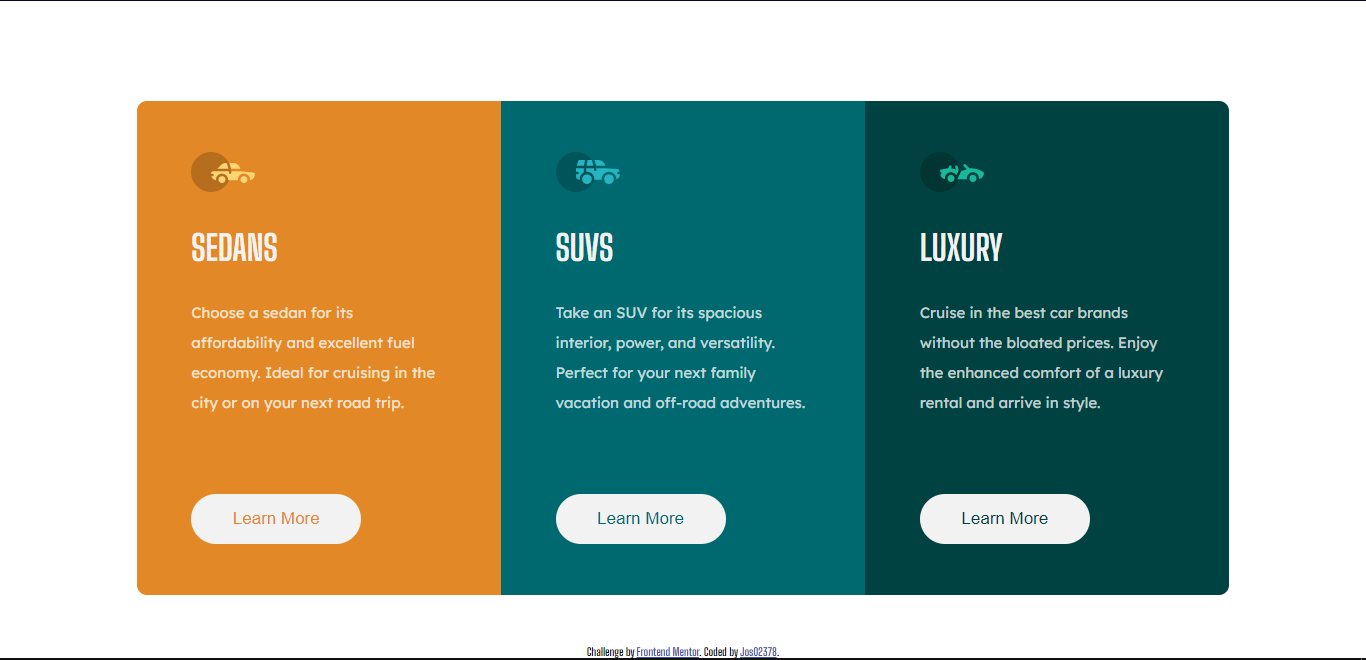 SEDANS
Choose a sedan for its
affordability and excellent fuel
economy. Ideal for cruising in the
city or on your next road trip.
Learn More
SUVS
Take an SUV for its spacious
interior, power, and versatility.
Perfect for your next family
vacation and off-road adventures.
Learn More
LUXURY
Cruise in the best car brands
without the bloated prices. Enjoy
the enhanced comfort of a luxury
rental and arrive in style.
Learn More
Challenge by Frontend Mentor. Coded by Jos02378.